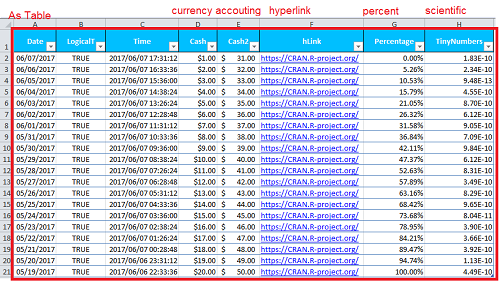 As Table currency accouting hyperlink percent scientific
A B C D E F G H
1 Date LogicalT Time Cash Cash2 hLink Percentage TinyNumbers
2 06/07/2017 TRUE 2017/06/07 17:31:12 $1.00 $ 31.00 https://CRAN.R-project.org/ 0.00% 1.83E-10
3 06/06/2017 TRUE 2017/06/07 16:33:36 $2.00 $ 32.00 https://CRAN.R-project.org/ 5.26% 2.34E-10
4 06/05/2017 TRUE 2017/06/07 15:36:00 $3.00 $ 33.00 https://CRAN.R-project.org/ 10.53% 9.48E-13
5 06/04/2017 TRUE 2017/06/07 14:38:24 $4.00 $ 34.00 https://CRAN.R-project.org/ 15.79% 4.55E-10
6 06/03/2017 TRUE 2017/06/07 13:26:24 $5.00 $ 35.00 https://CRAN.R-project.org/ 21.05% 8.70E-10
7 06/02/2017 TRUE 2017/06/07 12:28:48 $6.00 $ 36.00 https://CRAN.R-project.org/ 26.32% 6.12E-10
8 06/01/2017 TRUE 2017/06/07 11:31:12 $7.00 $ 37.00 https://CRAN.R-project.org/ 31.58% 9.05E-10
9 05/31/2017 TRUE 2017/06/07 10:33:36 $8.00 $ 38.00 https://CRAN.R-project.org/ 36.84% 7.09E-10
10 05/30/2017 TRUE 2017/06/07 09:36:00 $9.00 $ 39.00 https://CRAN.R-project.org/ 42.11% 9.84E-10
11 05/29/2017 TRUE 2017/06/07 08:38:24 $10.00 $ 40.00 https://CRAN.R-project.org/ 47.37% 6.12E-10
12 05/28/2017 TRUE 2017/06/07 07:26:24 $11.00 $ 41.00 https://CRAN.R-project.org/ 52.63% 8.31E-10
13 05/27/2017 TRUE 2017/06/07 06:28:48 $12.00 $ 42.00 https://CRAN.R-project.org/ 57.89% 3.49E-10
14 05/26/2017 TRUE 2017/06/07 05:31:12 $13.00 $ 43.00 https://CRAN.R-project.org/ 63.16% 8.29E-10
15 05/25/2017 TRUE 2017/06/07 04:33:36 $14.00 $ 44.00 https://CRAN.R-project.org/ 68.42% 9.65E-10
16 05/24/2017 TRUE 2017/06/07 03:36:00 $15.00 $ 45.00 https://CRAN.R-project.org/ 73.68% 8.04E-11
17 05/23/2017 TRUE 2017/06/07 02:38:24 $16.00 $ 46.00 https://CRAN.R-project.org/ 78.95% 3.90E-10
18 05/22/2017 TRUE 2017/06/07 01:26:24 $17.00 $ 47.00 https://CRAN.R-project.org/ 84.21% 3.66E-10
19 05/21/2017 TRUE 2017/06/07 00:28:48 $18.00 $ 48.00 https://CRAN.R-project.org/ 89.47% 3.92E-10
20 05/20/2017 TRUE 2017/06/06 23:31:12 $19.00 $ 49.00 https://CRAN.R-project.org/ 94.74% 1.13E-10
21 05/19/2017 TRUE 2017/06/06 22:33:36 $20.00 $ 50.00 https://CRAN.R-project.org/ 100.00% 4.49E-10